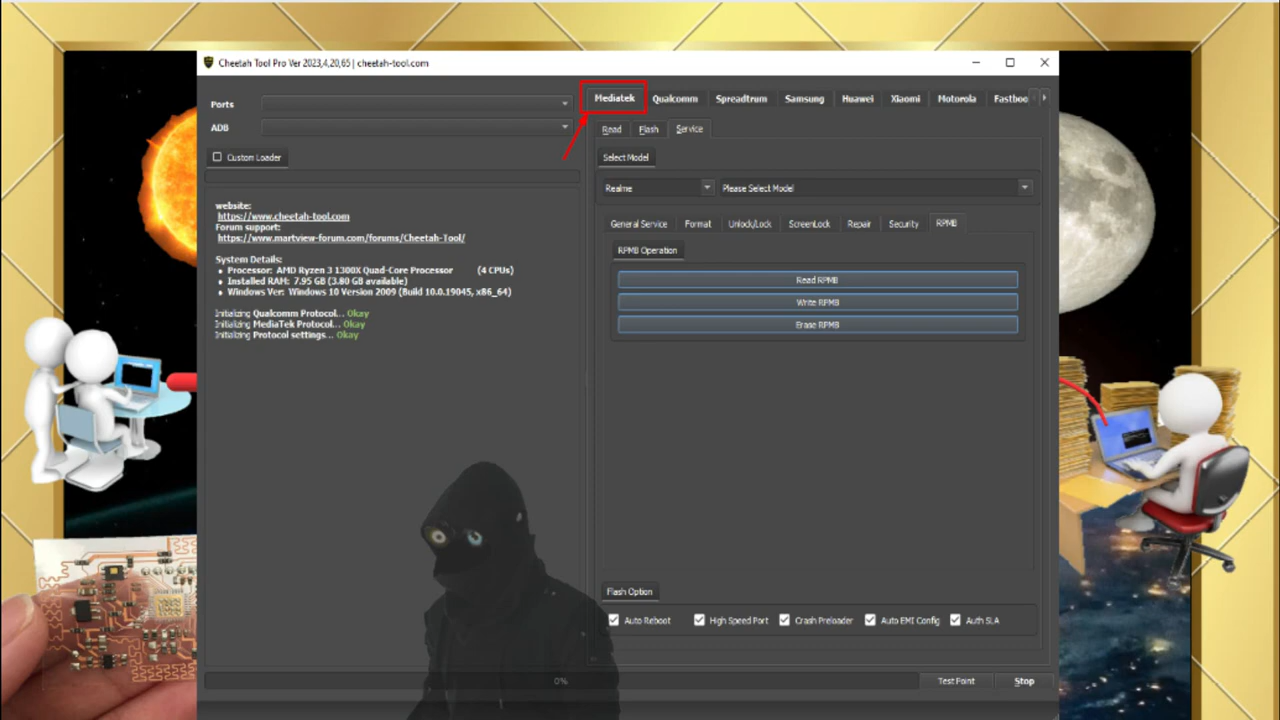 Cheetah Tool Pro Ver 2023,4,20,65 | cheetah-tool.com
Ports
ADB
Custom Loader
website:
https://www.cheetah-tool.com
Forum support:
https://www.martview-forum.com/forums/Cheetah-Tool/
System Details:
Processor: AMD Ryzen 3 1300X Quad-Core Processor (4 CPUs)
Installed RAM: 7.95 GB (3.80 GB available)
Windows Ver: Windows 10 Version 2009 (Build 10.0.19045, x86_64)
Initializing Qualcomm Protocol... Okay
Initializing MediaTek Protocol... Okay
Initializing Protocol settings... Okay
Mediatek Qualcomm Spreadtrum Samsung Huawei Xiaomi Motorola Fastboo
Read Flash Service
Select Model
Realme Please Select Model
General Service Format Unlock/Lock ScreenLock Repair Security RPMB
RPMB Operation
Read RPMB
Write RPMB
Erase RPMB
Flash Option
Auto Reboot High Speed Port Crash Preloader Auto EMI Config Auth SLA
0% Test Point Stop